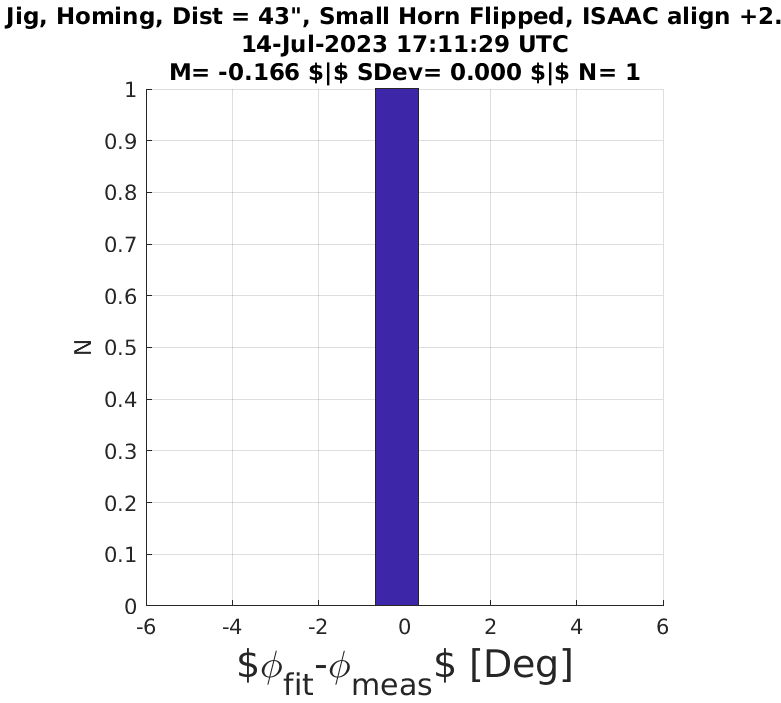 Jig, Homing, Dist = 43", Small Horn Flipped, ISAAC align +2.
14-Jul-2023 17:11:29 UTC
M= -0.166 $|$ SDev= 0.000 $|$ N= 1
1
0.9
0.8
0.7
0.6
N
0.5
0.4
0.3
0.2
0.1
0
-6 -4 -2 0 2 4 6
$ϕfit-ϕmeas$ [Deg]